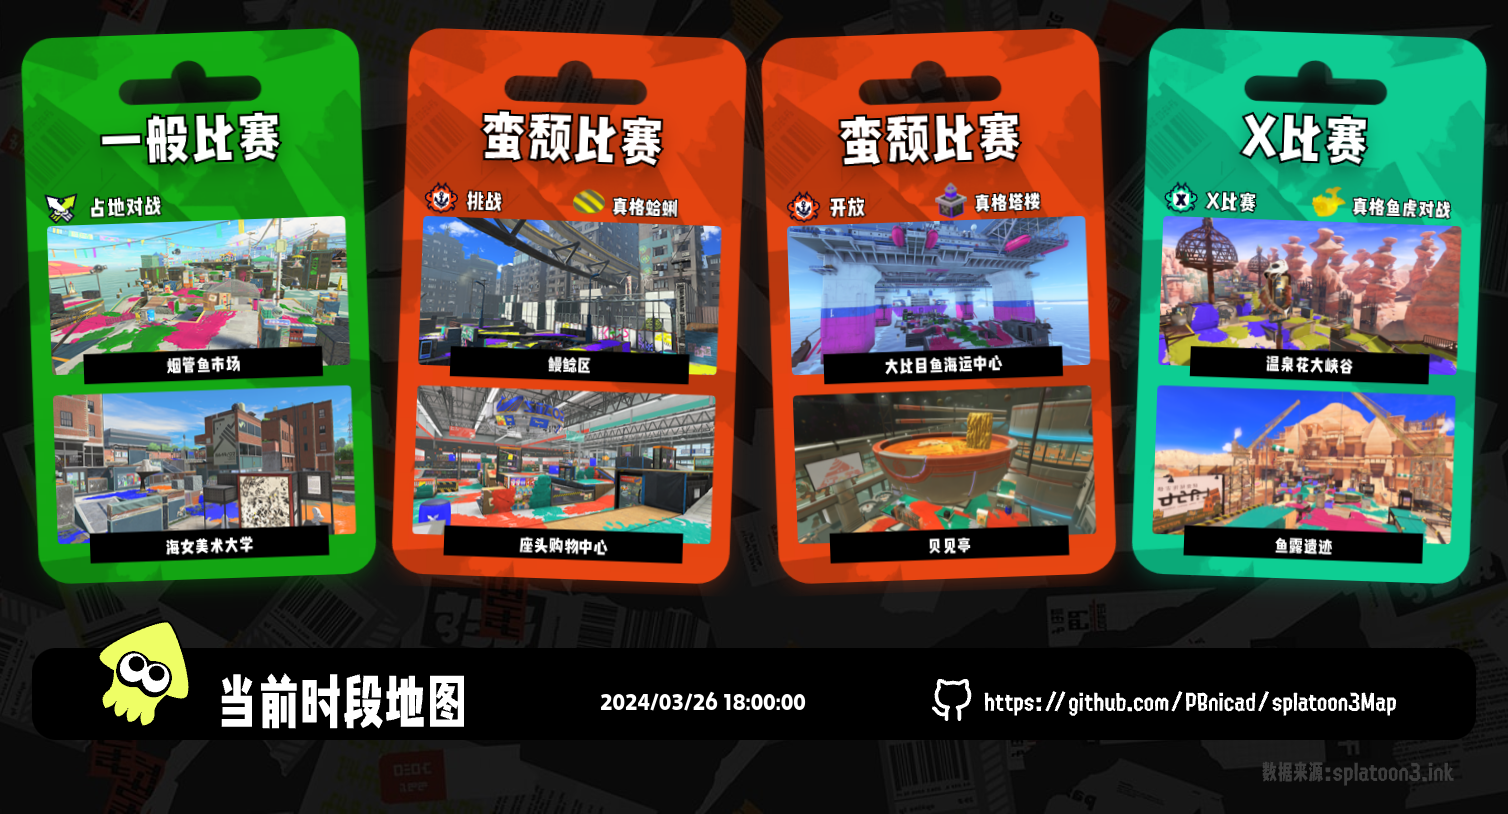 一般比赛
占地对战
烟管鱼市场
海女美术大学
蛮颓比赛
挑战
真格蛤蜊
鳗鲶区
座头购物中心
蛮颓比赛
开放
真格塔楼
大比目鱼海运中心
贝见亭
X比赛
X比赛
真格鱼虎对战
温泉花大峡谷
鱼露遗迹
当前时段地图
2024/03/26 18:00:00
https://github.com/PBnicad/splatoon3Map
数据来源:splatoon3.ink